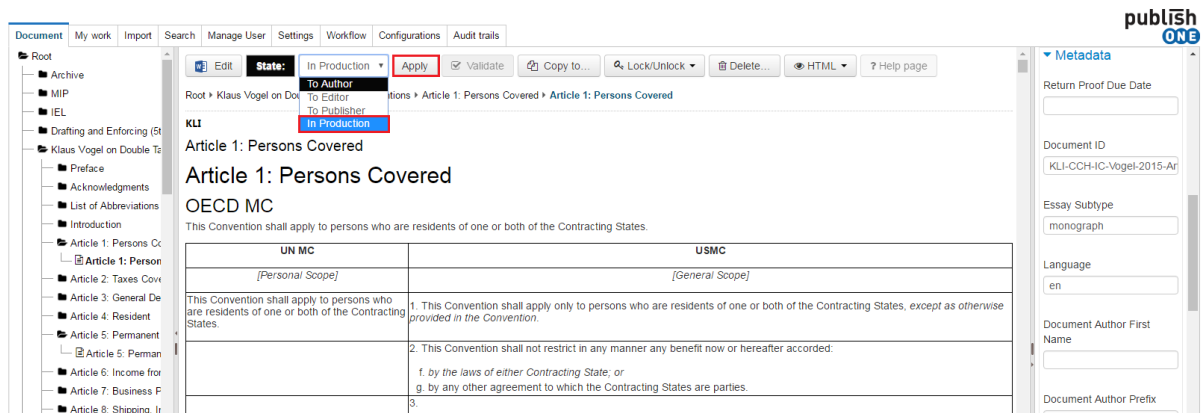 publish
ONE
Document My work Import Search Manage User Settings Workflow Configurations Audit trails
Root
Archive
MIP
IEL
Drafting and Enforcing (5t
Klaus Vogel on Double Ta
Preface
Acknowledgments
List of Abbreviations
Introduction
Article 1: Persons Co
Article 1: Person
Article 2: Taxes Cove
Article 3: General De
Article 4: Resident
Article 5: Permanent
Article 5: Perman
Article 6: Income from
Article 7: Business P
Article 8: Shipping, In
Edit State: In Production Apply Validate Copy to... Lock/Unlock Delete... HTML ? Help page
To Author
To Editor
To Publisher
In Production
Root Klaus Vogel on Dou tions Article 1: Persons Covered Article 1: Persons Covered
KLI
Article 1: Persons Covered
Article 1: Persons Covered
OECD MC
This Convention shall apply to persons who are residents of one or both of the Contracting States.
UN MC USMC
[Personal Scope] [General Scope]
This Convention shall apply to persons who
are residents of one or both of the Contracting
States.
1. This Convention shall apply only to persons who are residents of one or both of the Contracting States, except as otherwise
provided in the Convention.
2. This Convention shall not restrict in any manner any benefit now or hereafter accorded:
f. by the laws of either Contracting State; or
g. by any other agreement to which the Contracting States are parties.
3.
Metadata
Return Proof Due Date
Document ID
KLI-CCH-IC-Vogel-2015-Ar
Essay Subtype
monograph
Language
en
Document Author First
Name
Document Author Prefix